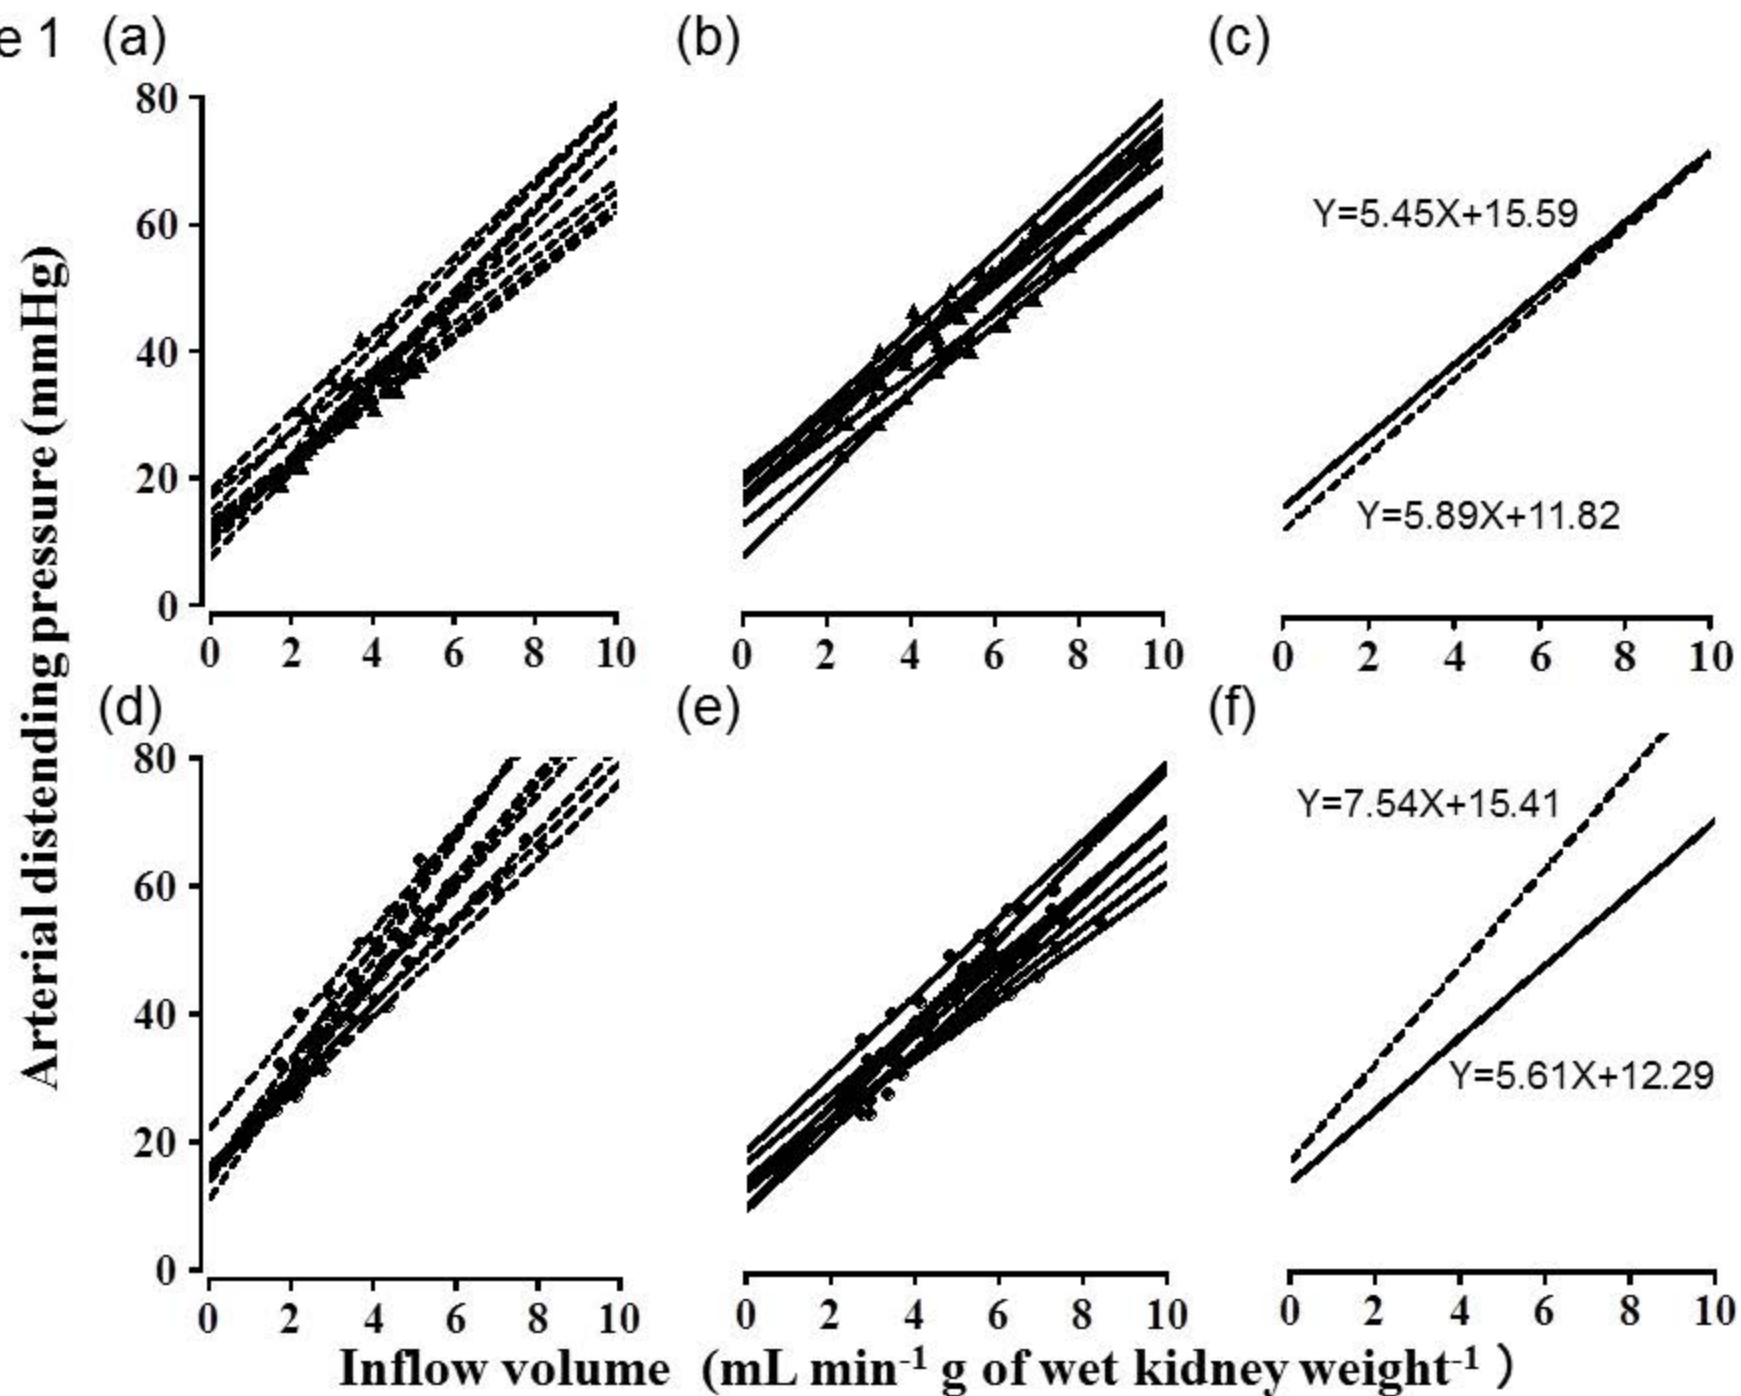 e 1 (a) (b) (c)
80
60
40
20
0
0 2 4 6 8 10
0 2 4 6 8 10
Y=5.45X+15.59
Y=5.89X+11.82
0 2 4 6 8 10
(d) (e) (f)
80
60
40
20
0
0 2 4 6 8 10
0 2 4 6 8 10
Y=7.54X+15.41
Y=5.61X+12.29
0 2 4 6 8 10
Arterial distending pressure (mmHg)
Inflow volume (mL min⁻¹ g of wet kidney weight⁻¹ )